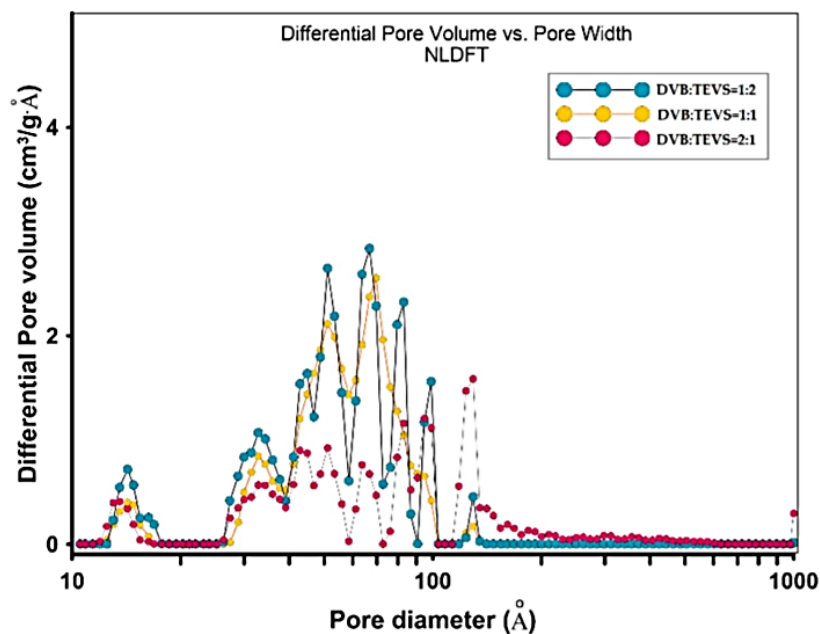 Differential Pore Volume vs. Pore Width
NLDFT
DVB:TEVS=1:2
DVB:TEVS=1:1
DVB:TEVS=2:1
Differential Pore volume (cm³/g·Å)
4
2
0
10
100
1000
Pore diameter (Å)